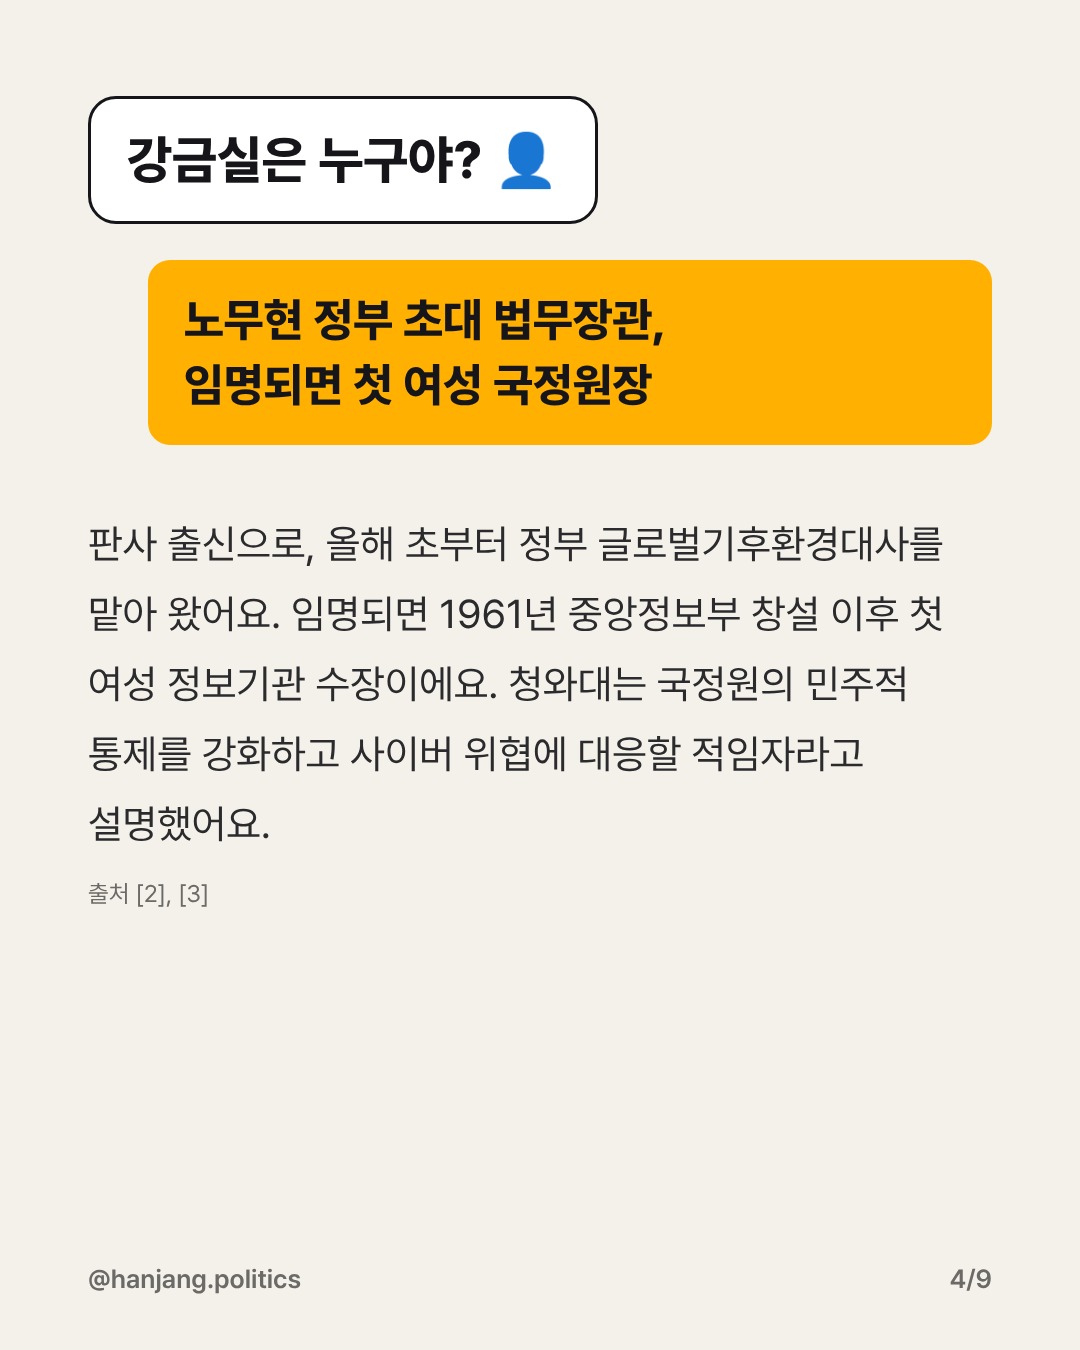 강금실은 누구야? 👤
노무현 정부 초대 법무장관,
임명되면 첫 여성 국정원장
판사 출신으로, 올해 초부터 정부 글로벌기후환경대사를
맡아 왔어요. 임명되면 1961년 중앙정보부 창설 이후 첫
여성 정보기관 수장이에요. 청와대는 국정원의 민주적
통제를 강화하고 사이버 위협에 대응할 적임자라고
설명했어요.
출처 [2], [3]
@hanjang.politics
4/9